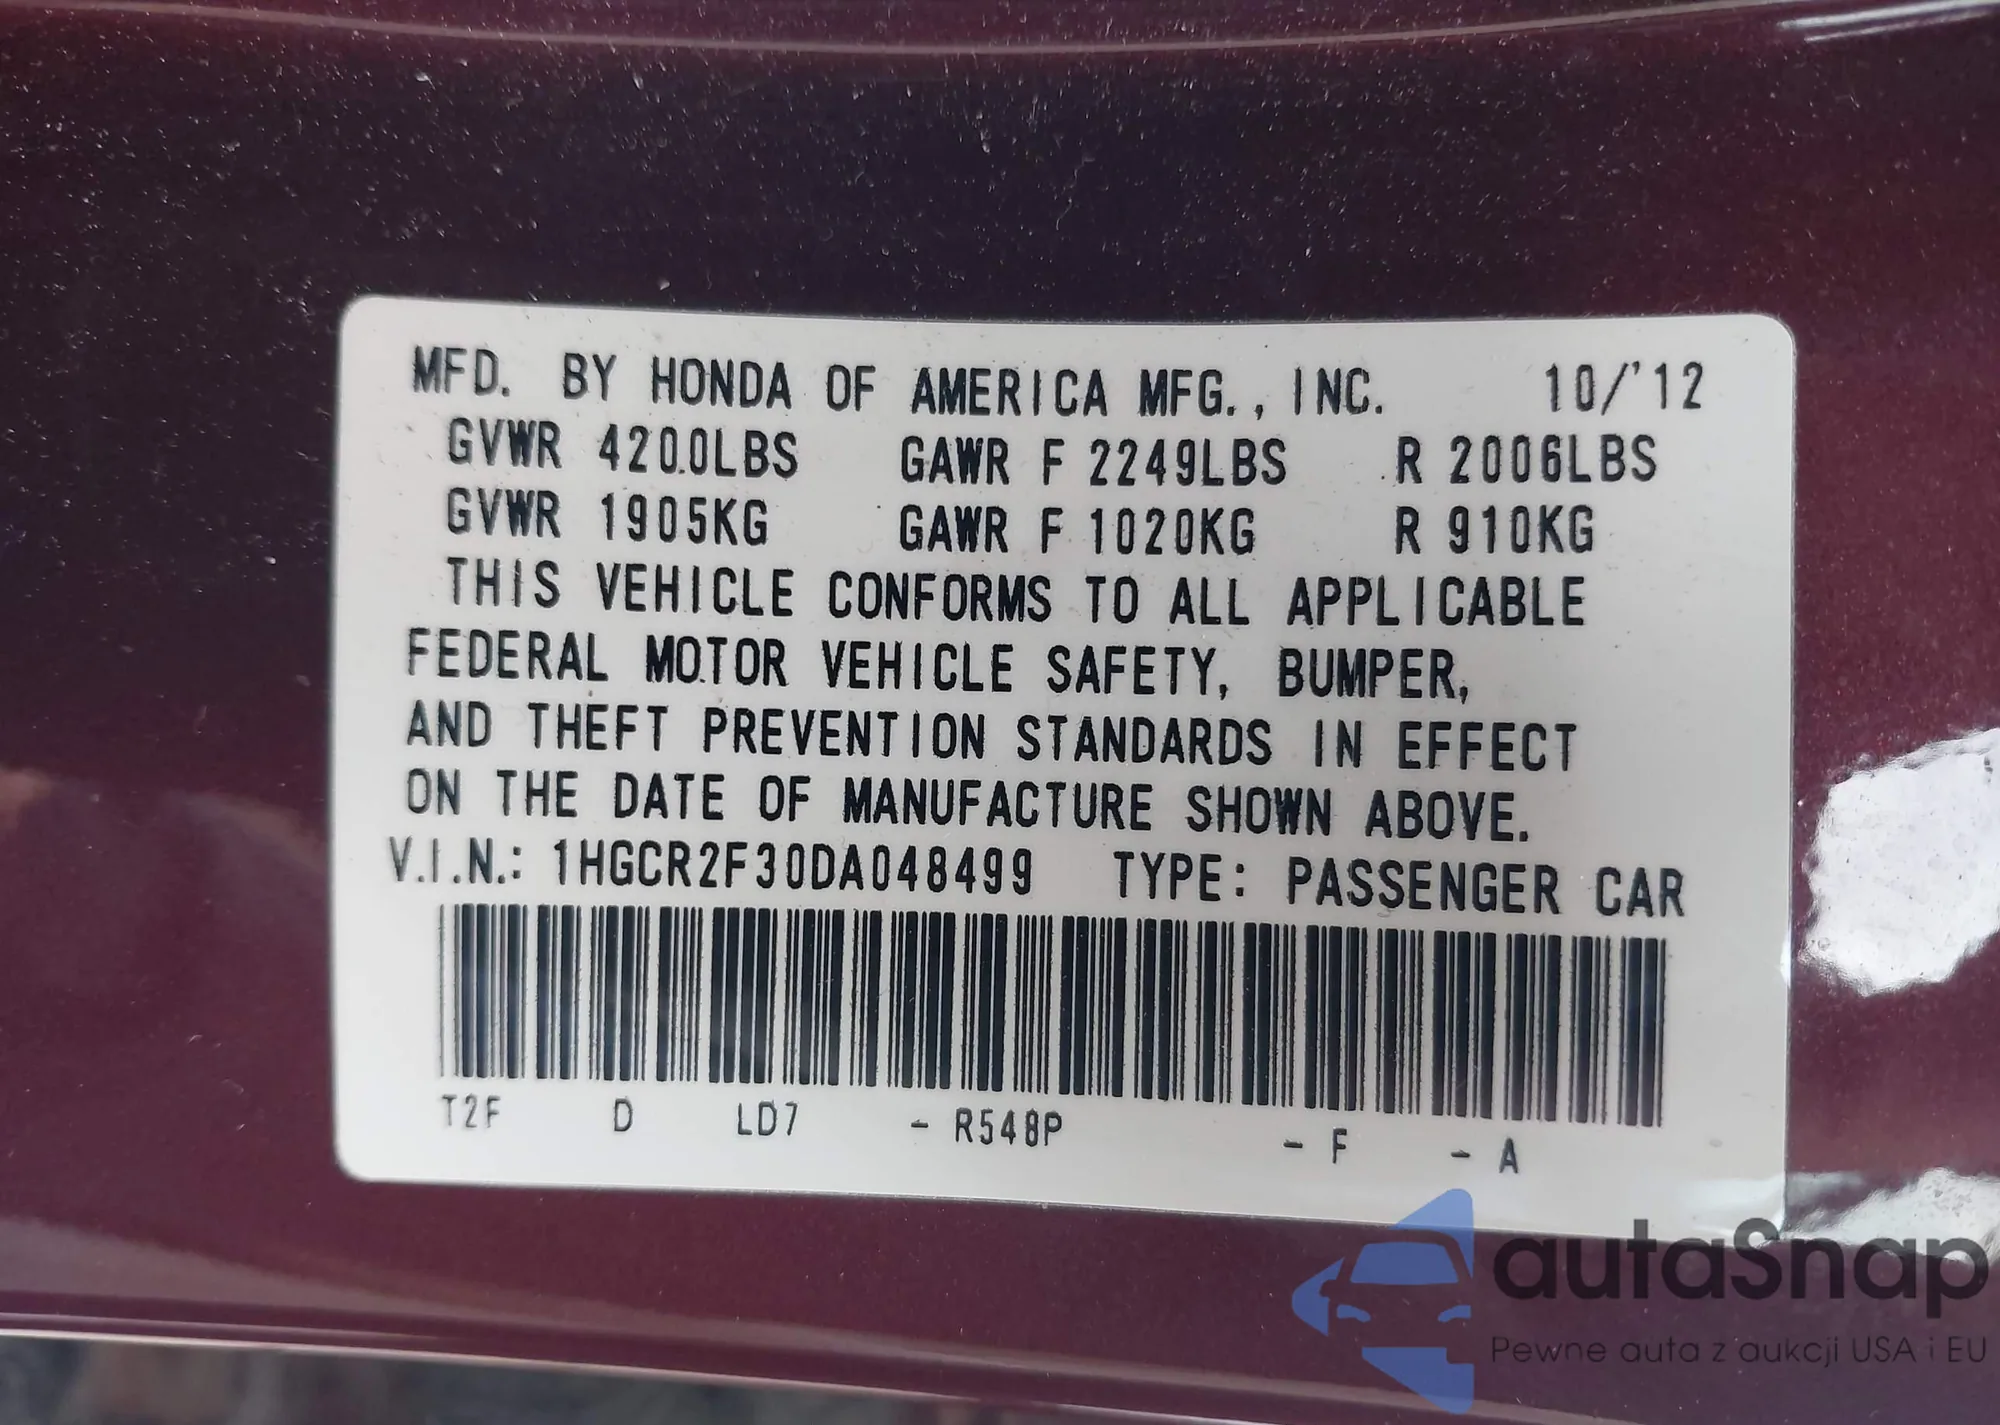 MFD. BY HONDA OF AMERICA MFG., INC. 10/'12
GVWR 4200LBS GAWR F 2249LBS R 2006LBS
GVWR 1905KG GAWR F 1020KG R 910KG
THIS VEHICLE CONFORMS TO ALL APPLICABLE
FEDERAL MOTOR VEHICLE SAFETY, BUMPER,
AND THEFT PREVENTION STANDARDS IN EFFECT
ON THE DATE OF MANUFACTURE SHOWN ABOVE.
V.I.N.: 1HGCR2F30DA048499 TYPE: PASSENGER CAR
T2F D LD7 - R548P - F - A
autaSnap
Pewne auta z aukcji USA i EU